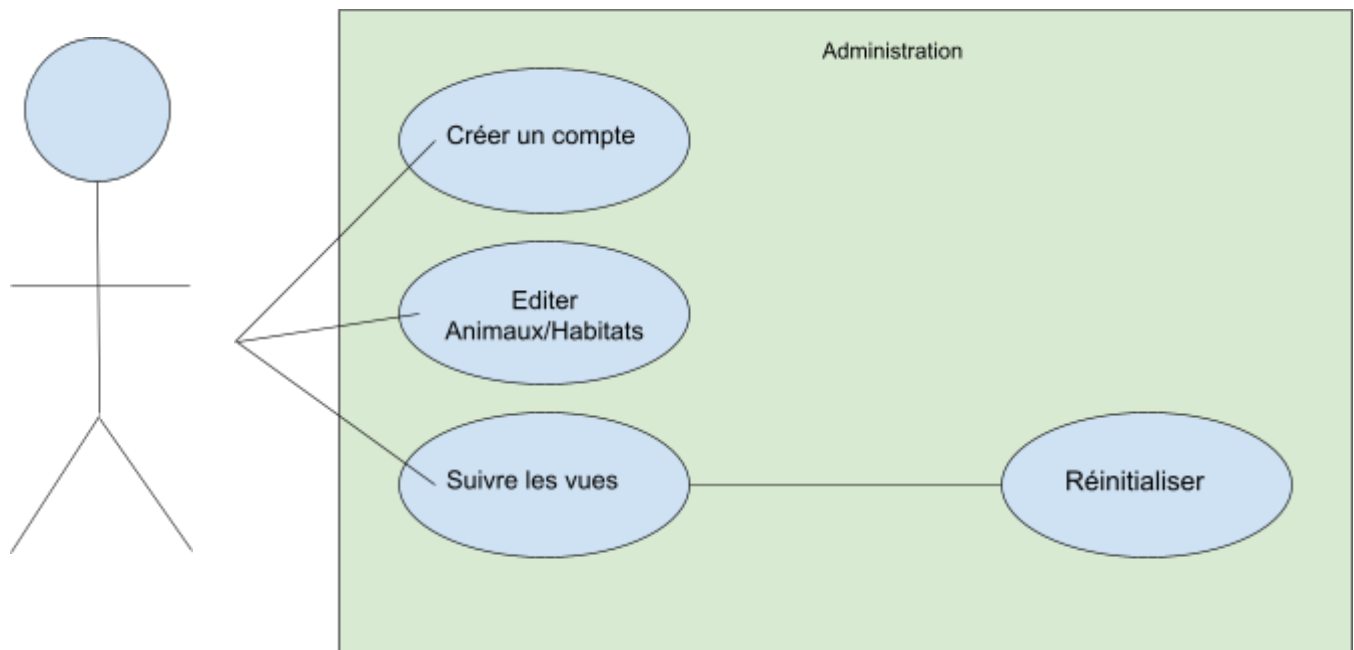 Administration
Créer un compte
Editer
Animaux/Habitats
Suivre les vues
Réinitialiser